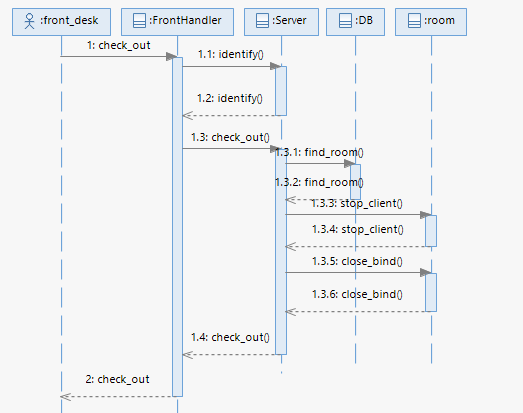 :front_desk
:FrontHandler
:Server
:DB
:room
1: check_out
1.1: identify()
1.2: identify()
1.3: check_out()
1.3.1: find_room()
1.3.2: find_room()
1.3.3: stop_client()
1.3.4: stop_client()
1.3.5: close_bind()
1.3.6: close_bind()
1.4: check_out()
2: check_out